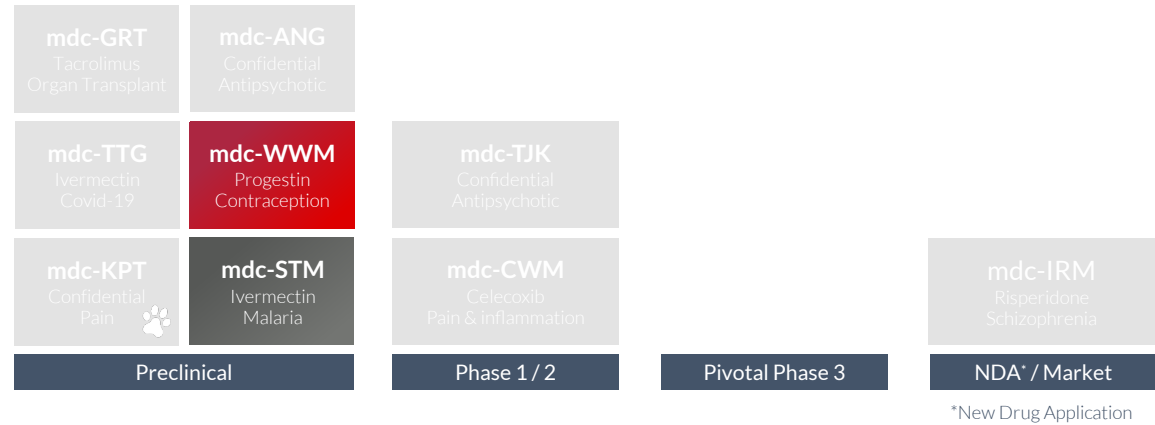 mdc-GRT
Tacrolimus
Organ Transplant
mdc-ANG
Confidential
Antipsychotic
mdc-TTG
Ivermectin
Covid-19
mdc-WWM
Progestin
Contraception
mdc-TJK
Confidential
Antipsychotic
mdc-KPT
Confidential
Pain
mdc-STM
Ivermectin
Malaria
mdc-CWM
Celecoxib
Pain & inflammation
mdc-IRM
Risperidone
Schizophrenia
Preclinical
Phase 1 / 2
Pivotal Phase 3
NDA* / Market
*New Drug Application